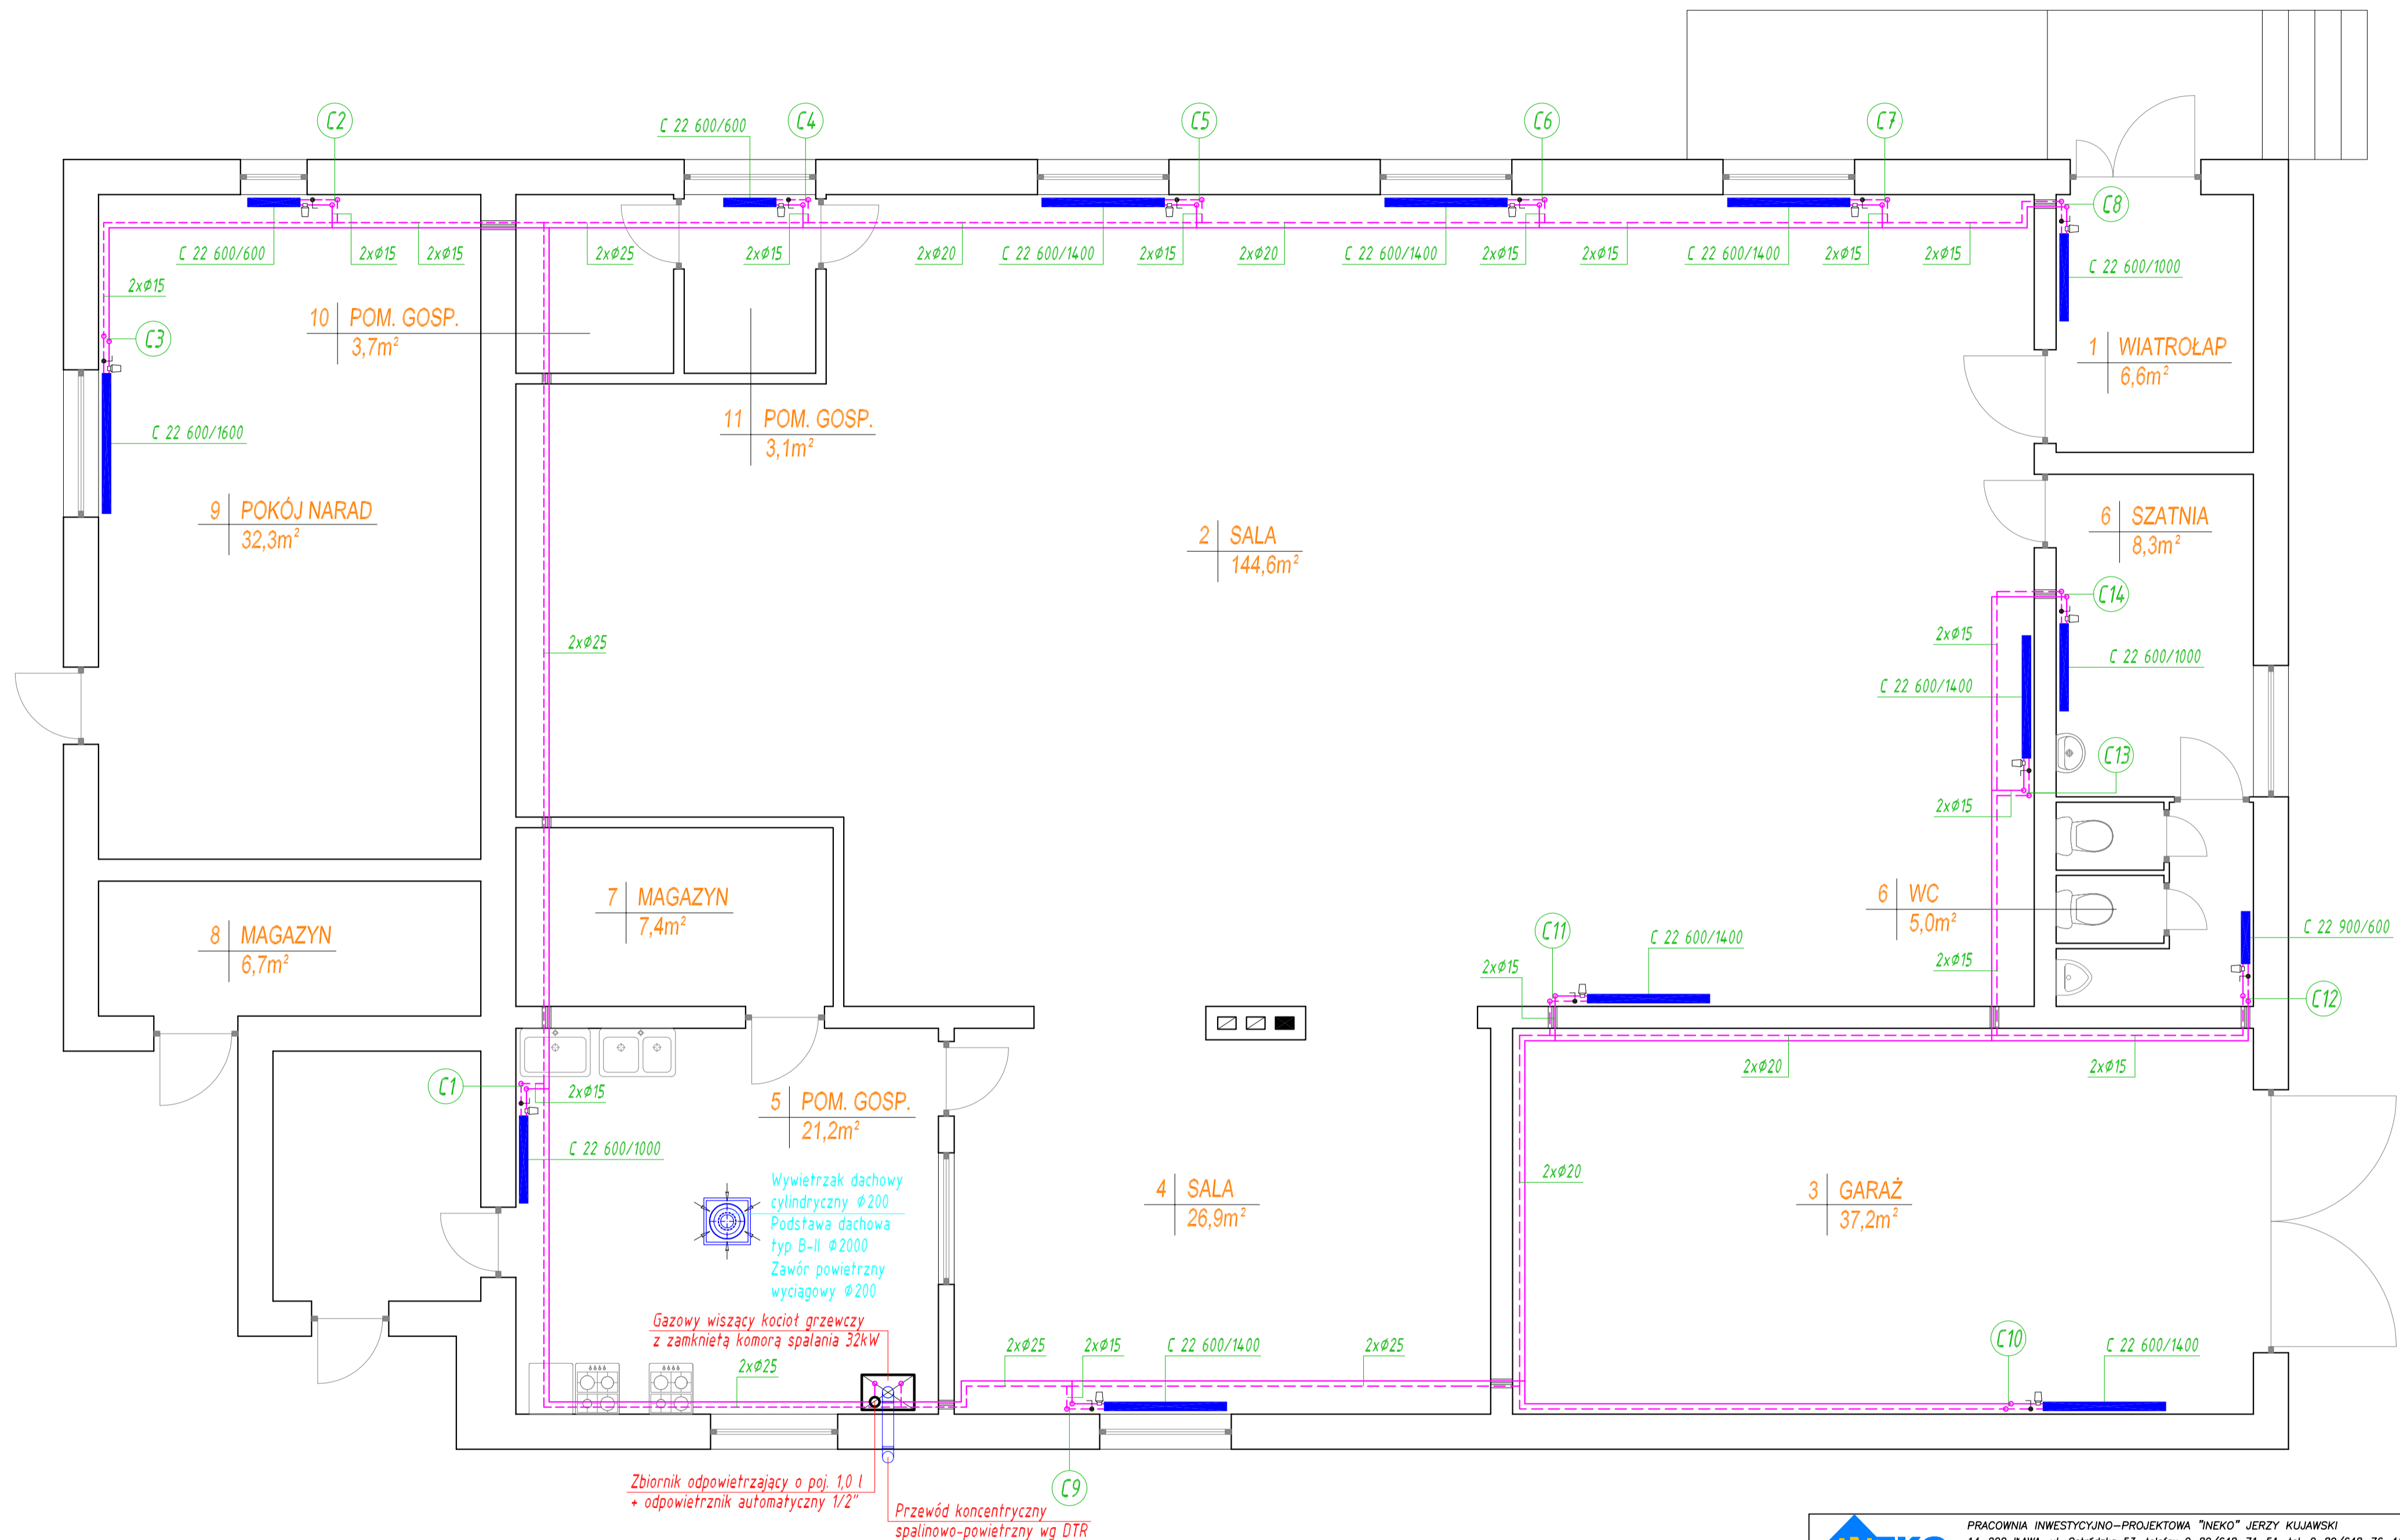 C2
C 22 600/600
C4
C5
C6
C7
C8
C 22 600/600
2xφ15
2xφ15
2xφ25
2xφ15
2xφ20
C 22 600/1400
2xφ15
2xφ20
C 22 600/1400
2xφ15
2xφ15
C 22 600/1400
2xφ15
2xφ15
C 22 600/1000
2xφ15
C3
10 POM. GOSP.
3,7m²
1 WIATROŁAP
6,6m²
C 22 600/1600
11 POM. GOSP.
3,1m²
9 POKÓJ NARAD
32,3m²
2 SALA
144,6m²
6 SZATNIA
8,3m²
C14
2xφ25
2xφ15
C 22 600/1000
C 22 600/1400
C13
2xφ15
7 MAGAZYN
7,4m²
6 WC
5,0m²
8 MAGAZYN
6,7m²
C11
C 22 600/1400
C 22 900/600
2xφ15
2xφ15
C12
2xφ20
2xφ15
C1
2xφ15
5 POM. GOSP.
21,2m²
C 22 600/1000
Wywietrzak dachowy
cylindryczny φ200
Podstawa dachowa
typ B-II φ2000
Zawór powietrzny
wyciągowy φ200
4 SALA
26,9m²
2xφ20
3 GARAŻ
37,2m²
Gazowy wiszący kocioł grzewczy
z zamkniętą komorą spalania 32kW
2xφ25
2xφ25
2xφ15
C 22 600/1400
2xφ25
C10
C 22 600/1400
Zbiornik odpowietrzający o poj. 1,0 l
+ odpowietrznik automatyczny 1/2"
C9
Przewód koncentryczny
spalinowo-powietrzny wg DTR
INEKO
PRACOWNIA INWESTYCYJNO-PROJEKTOWA "INEKO" JERZY KUJAWSKI